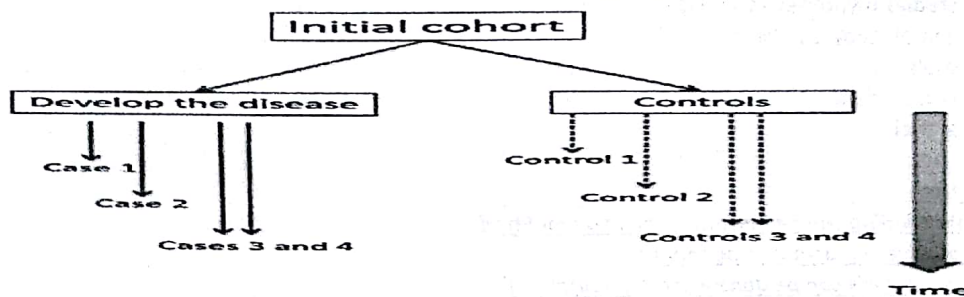 Initial cohort
Develop the disease
Controls
Case 1
Control 1
Case 2
Control 2
Cases 3 and 4
Controls 3 and 4
Time